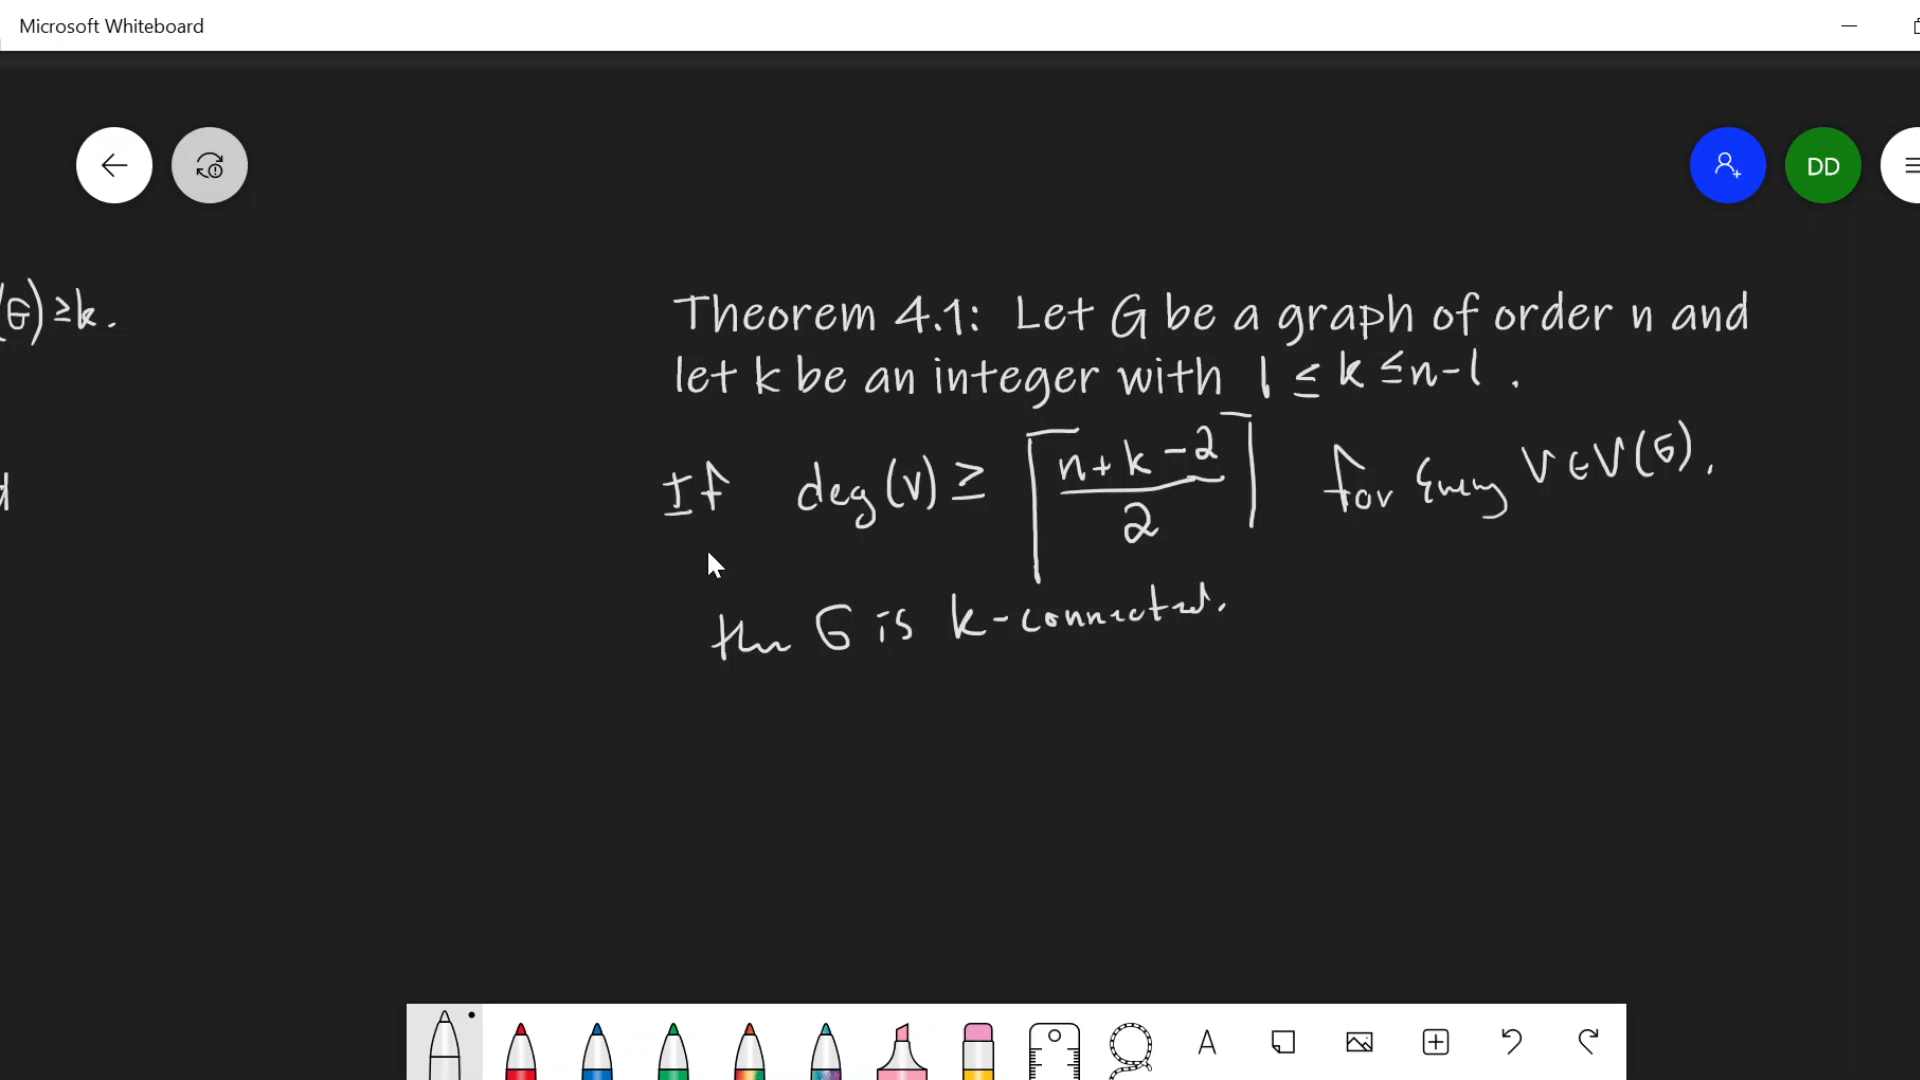 Microsoft Whiteboard
DD
(G) ≥ k.
Theorem 4.1: Let G be a graph of order n and
let k be an integer with 1 ≤ k ≤ n-1 .
If deg(v) ≥ ⌈(n+k-2)/2⌉ for every v ∈ V(G).
then G is k-connected.
d
A